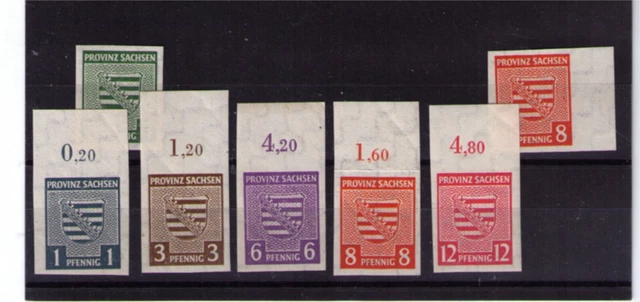 PROVINZ SACHSEN
PFENNIG
PROVINZ SACHSEN
8
PFENNIG
0,20
PROVINZ SACHSEN
1 1
PFENNIG
1,20
PROVINZ SACHSEN
3 3
PFENNIG
4,20
PROVINZ SACHSEN
6 6
PFENNIG
1,60
PROVINZ SACHSEN
8 8
PFENNIG
4,80
PROVINZ SACHSEN
12 12
PFENNIG